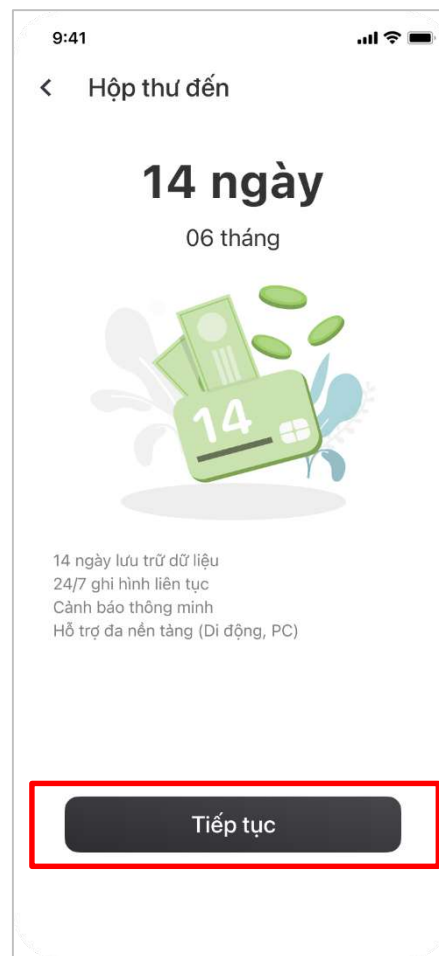 9:41
Hộp thư đến
14 ngày
06 tháng
14
14 ngày lưu trữ dữ liệu
24/7 ghi hình liên tục
Cảnh báo thông minh
Hỗ trợ đa nền tảng (Di động, PC)
Tiếp tục